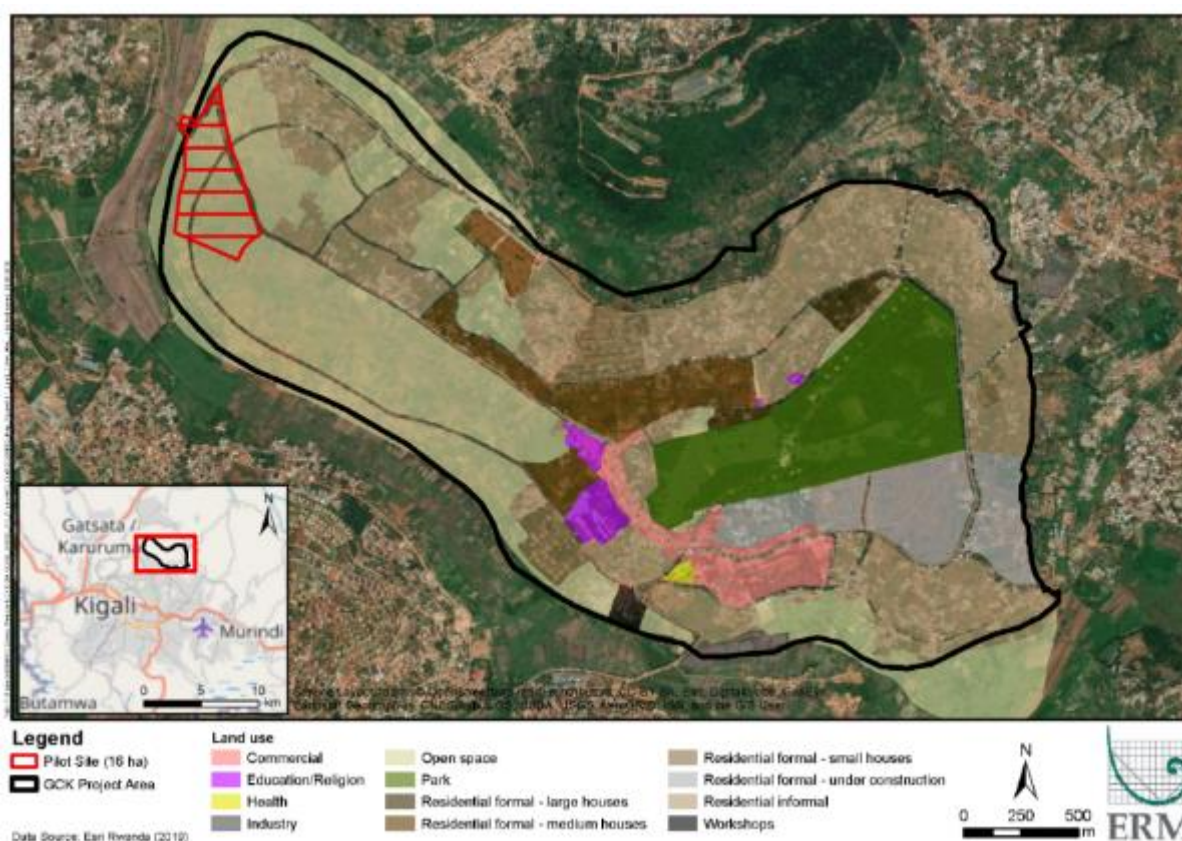 N
Gatsata /
Karuruma
Kigali
Murindi
Butamwa
0 5 10
km
Legend
Pilot Site (16 ha)
GCK Project Area
Land use
Commercial
Education/Religion
Health
Industry
Open space
Park
Residential formal - large houses
Residential formal - medium houses
Residential formal - small houses
Residential formal - under construction
Residential informal
Workshops
N
0 250 500
m
ERM
Data Source: Esri Rwanda (2019)